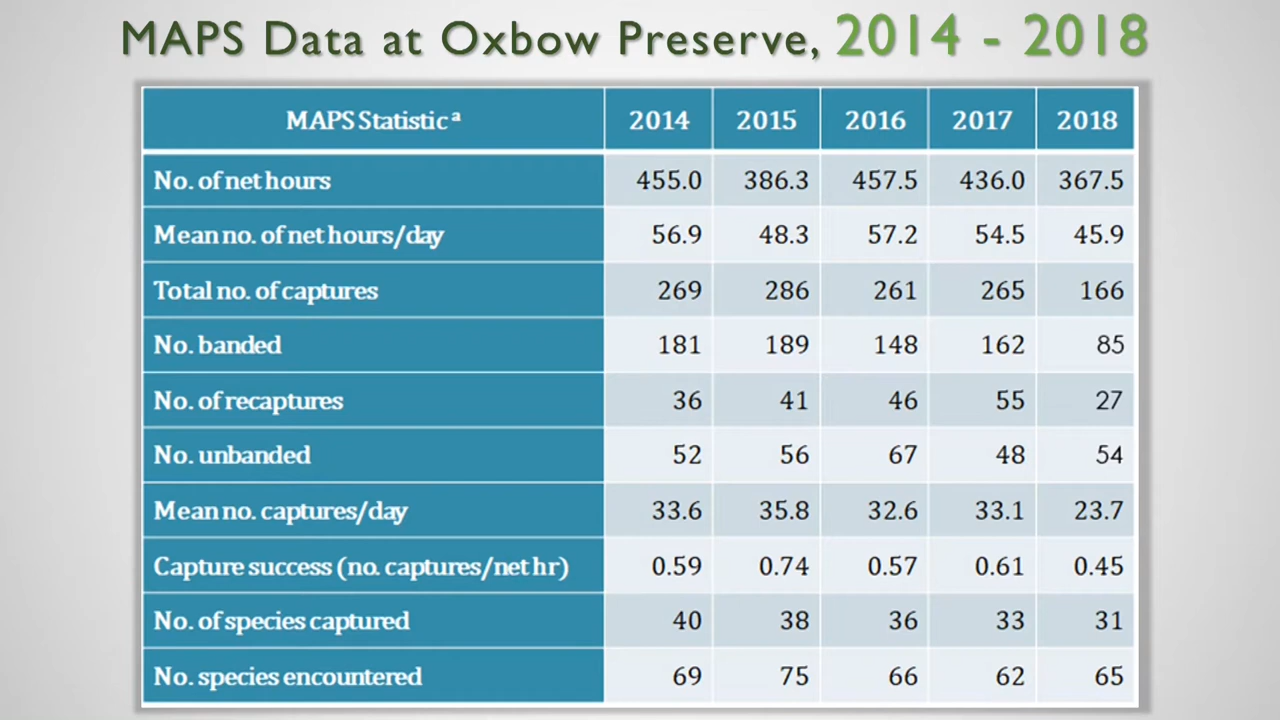 MAPS Data at Oxbow Preserve, 2014 - 2018
MAPS Statistic a 2014 2015 2016 2017 2018
No. of net hours 455.0 386.3 457.5 436.0 367.5
Mean no. of net hours/day 56.9 48.3 57.2 54.5 45.9
Total no. of captures 269 286 261 265 166
No. banded 181 189 148 162 85
No. of recaptures 36 41 46 55 27
No. unbanded 52 56 67 48 54
Mean no. captures/day 33.6 35.8 32.6 33.1 23.7
Capture success (no. captures/net hr) 0.59 0.74 0.57 0.61 0.45
No. of species captured 40 38 36 33 31
No. species encountered 69 75 66 62 65